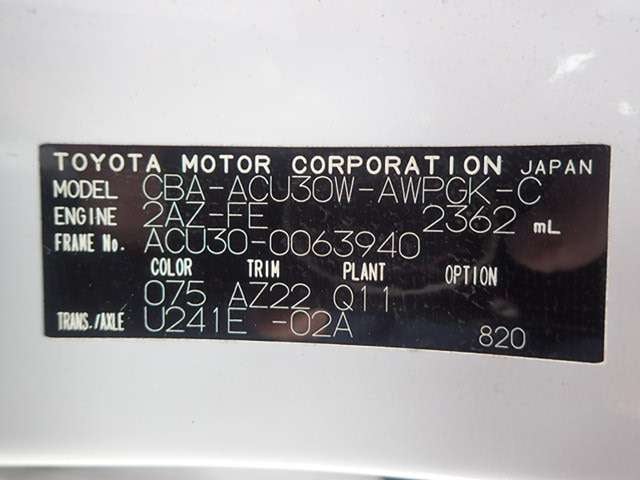 TOYOTA MOTOR CORPORATION JAPAN
MODEL CBA-ACU30W-AWPGK-C
ENGINE 2AZ-FE 2362 mL
FRAME No. ACU30-0063940
COLOR TRIM PLANT OPTION
075 AZ22 Q11
TRANS./AXLE U241E -02A 820